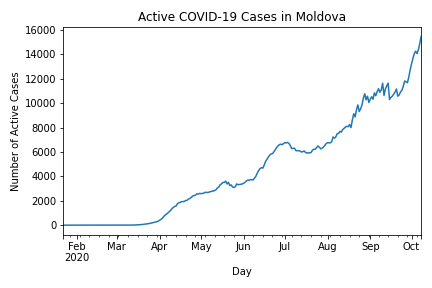 Active COVID-19 Cases in Moldova
16000
14000
12000
10000
8000
6000
4000
2000
0
Number of Active Cases
Feb Mar Apr May Jun Jul Aug Sep Oct
2020
Day